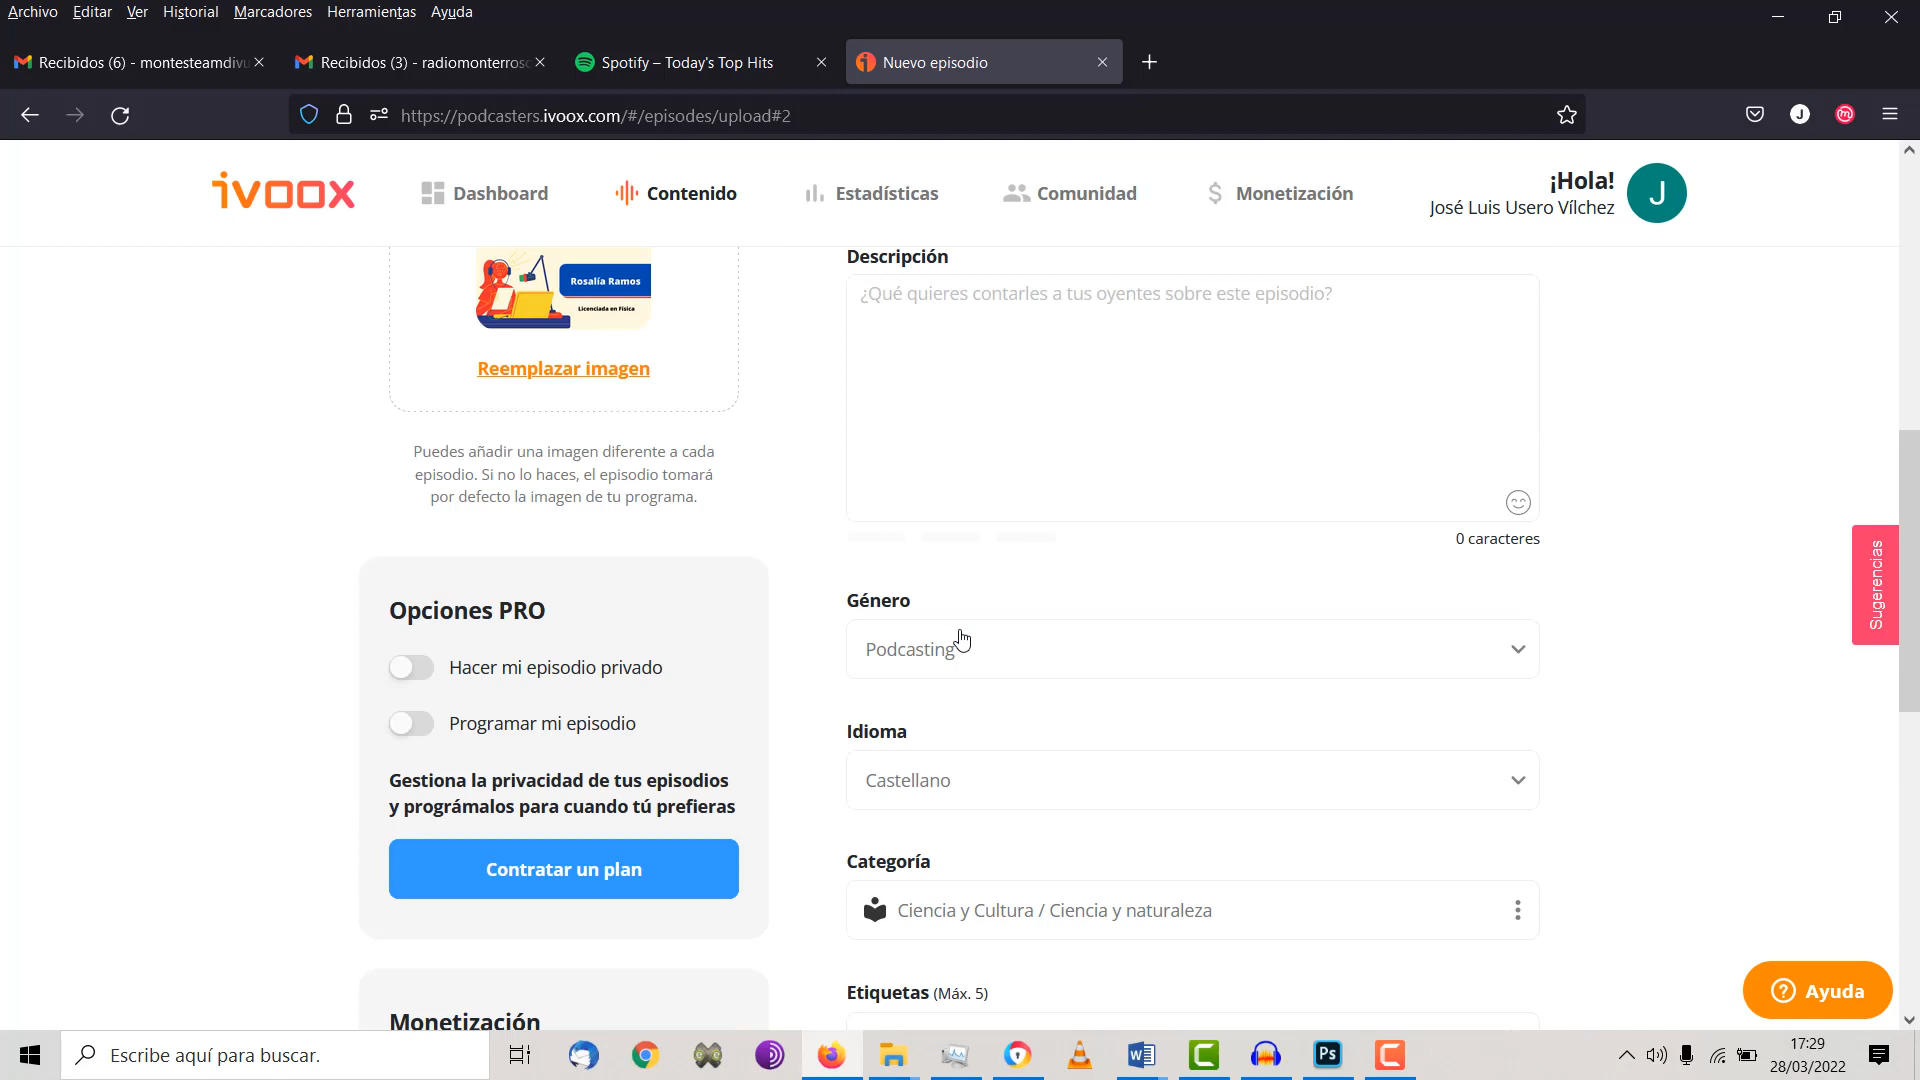 Archivo Editar Ver Historial Marcadores Herramientas Ayuda
Recibidos (6) - montesteamdivu
Recibidos (3) - radiomonterroso
Spotify – Today's Top Hits
Nuevo episodio
https://podcasters.ivoox.com/#/episodes/upload#2
ivoox
Dashboard
Contenido
Estadísticas
Comunidad
Monetización
¡Hola!
José Luis Usero Vílchez
J
Rosalía Ramos
Licenciada en Física
Reemplazar imagen
Puedes añadir una imagen diferente a cada
episodio. Si no lo haces, el episodio tomará
por defecto la imagen de tu programa.
Opciones PRO
Hacer mi episodio privado
Programar mi episodio
Gestiona la privacidad de tus episodios
y prográmalos para cuando tú prefieras
Contratar un plan
Monetización
Descripción
¿Qué quieres contarles a tus oyentes sobre este episodio?
0 caracteres
Género
Podcasting
Idioma
Castellano
Categoría
Ciencia y Cultura / Ciencia y naturaleza
Etiquetas (Máx. 5)
Sugerencias
Ayuda
Escribe aquí para buscar.
17:29
28/03/2022